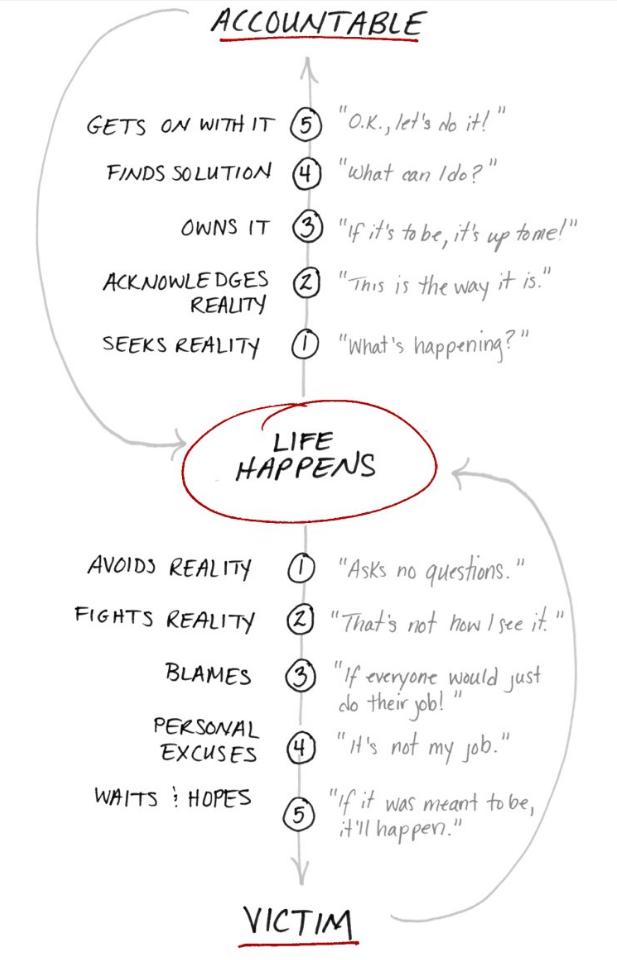 ACCOUNTABLE
GETS ON WITH IT 5 "O.K., let's do it!"
FINDS SOLUTION 4 "What can I do?"
OWNS IT 3 "If it's to be, it's up to me!"
ACKNOWLEDGES
REALITY 2 "This is the way it is."
SEEKS REALITY 1 "What's happening?"
LIFE
HAPPENS
AVOIDS REALITY 1 "Asks no questions."
FIGHTS REALITY 2 "That's not how I see it."
BLAMES 3 "If everyone would just
do their job!"
PERSONAL
EXCUSES 4 "It's not my job."
WAITS & HOPES 5 "If it was meant to be,
it'll happen."
VICTIM